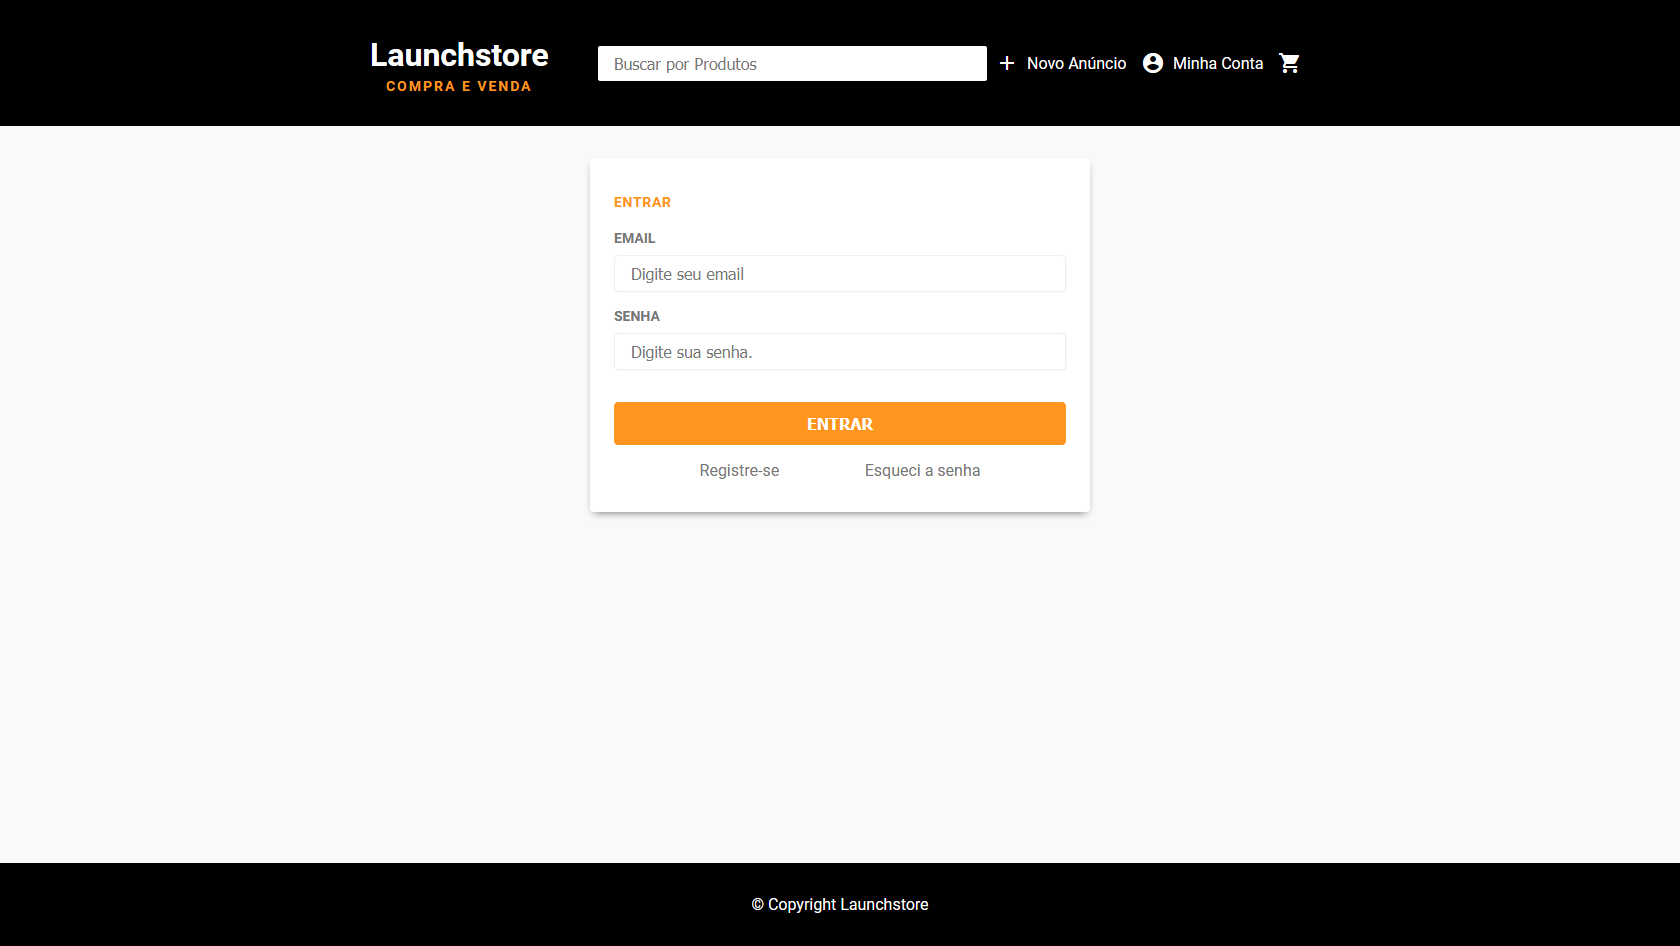 Launchstore
COMPRA E VENDA
Buscar por Produtos
Novo Anúncio
Minha Conta
ENTRAR
EMAIL
Digite seu email
SENHA
Digite sua senha.
ENTRAR
Registre-se
Esqueci a senha
© Copyright Launchstore